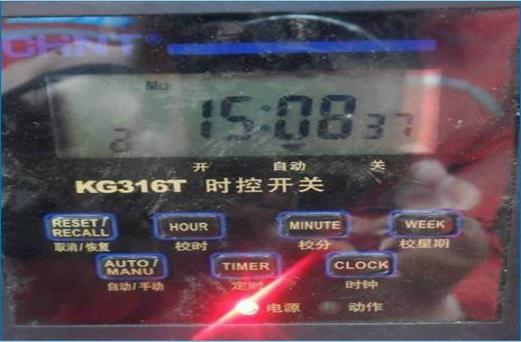 CHNT®
Mo
15:08 37
开 自动 关
KG316T 时控开关
RESET/RECALL HOUR MINUTE WEEK
取消/恢复 校时 校分 校星期
AUTO/MANU TIMER CLOCK
自动/手动 定时 时钟
电源 动作